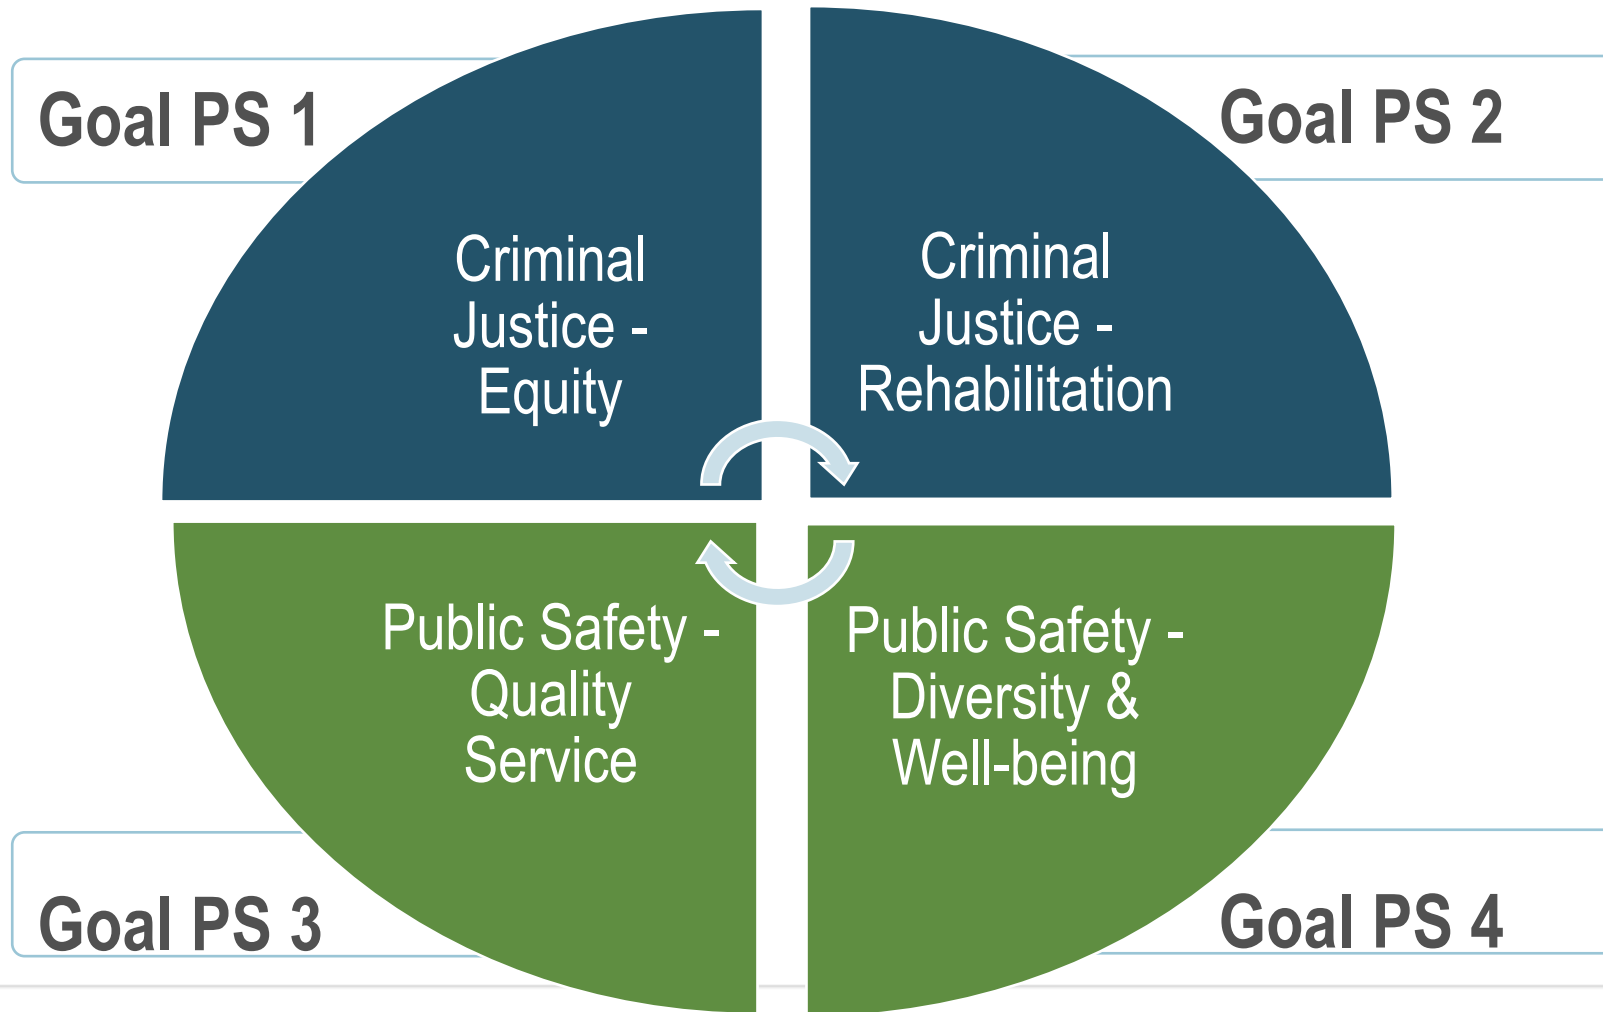 Goal PS 1
Goal PS 2
Criminal
Justice -
Equity
Criminal
Justice -
Rehabilitation
Public Safety -
Quality
Service
Public Safety -
Diversity &
Well-being
Goal PS 3
Goal PS 4